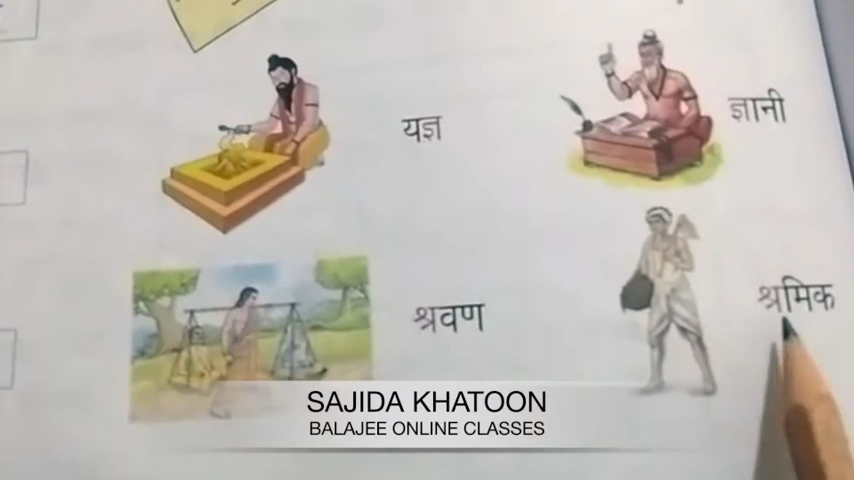 यज्ञ
ज्ञानी
श्रवण
श्रमिक
SAJIDA KHATOON
BALAJEE ONLINE CLASSES